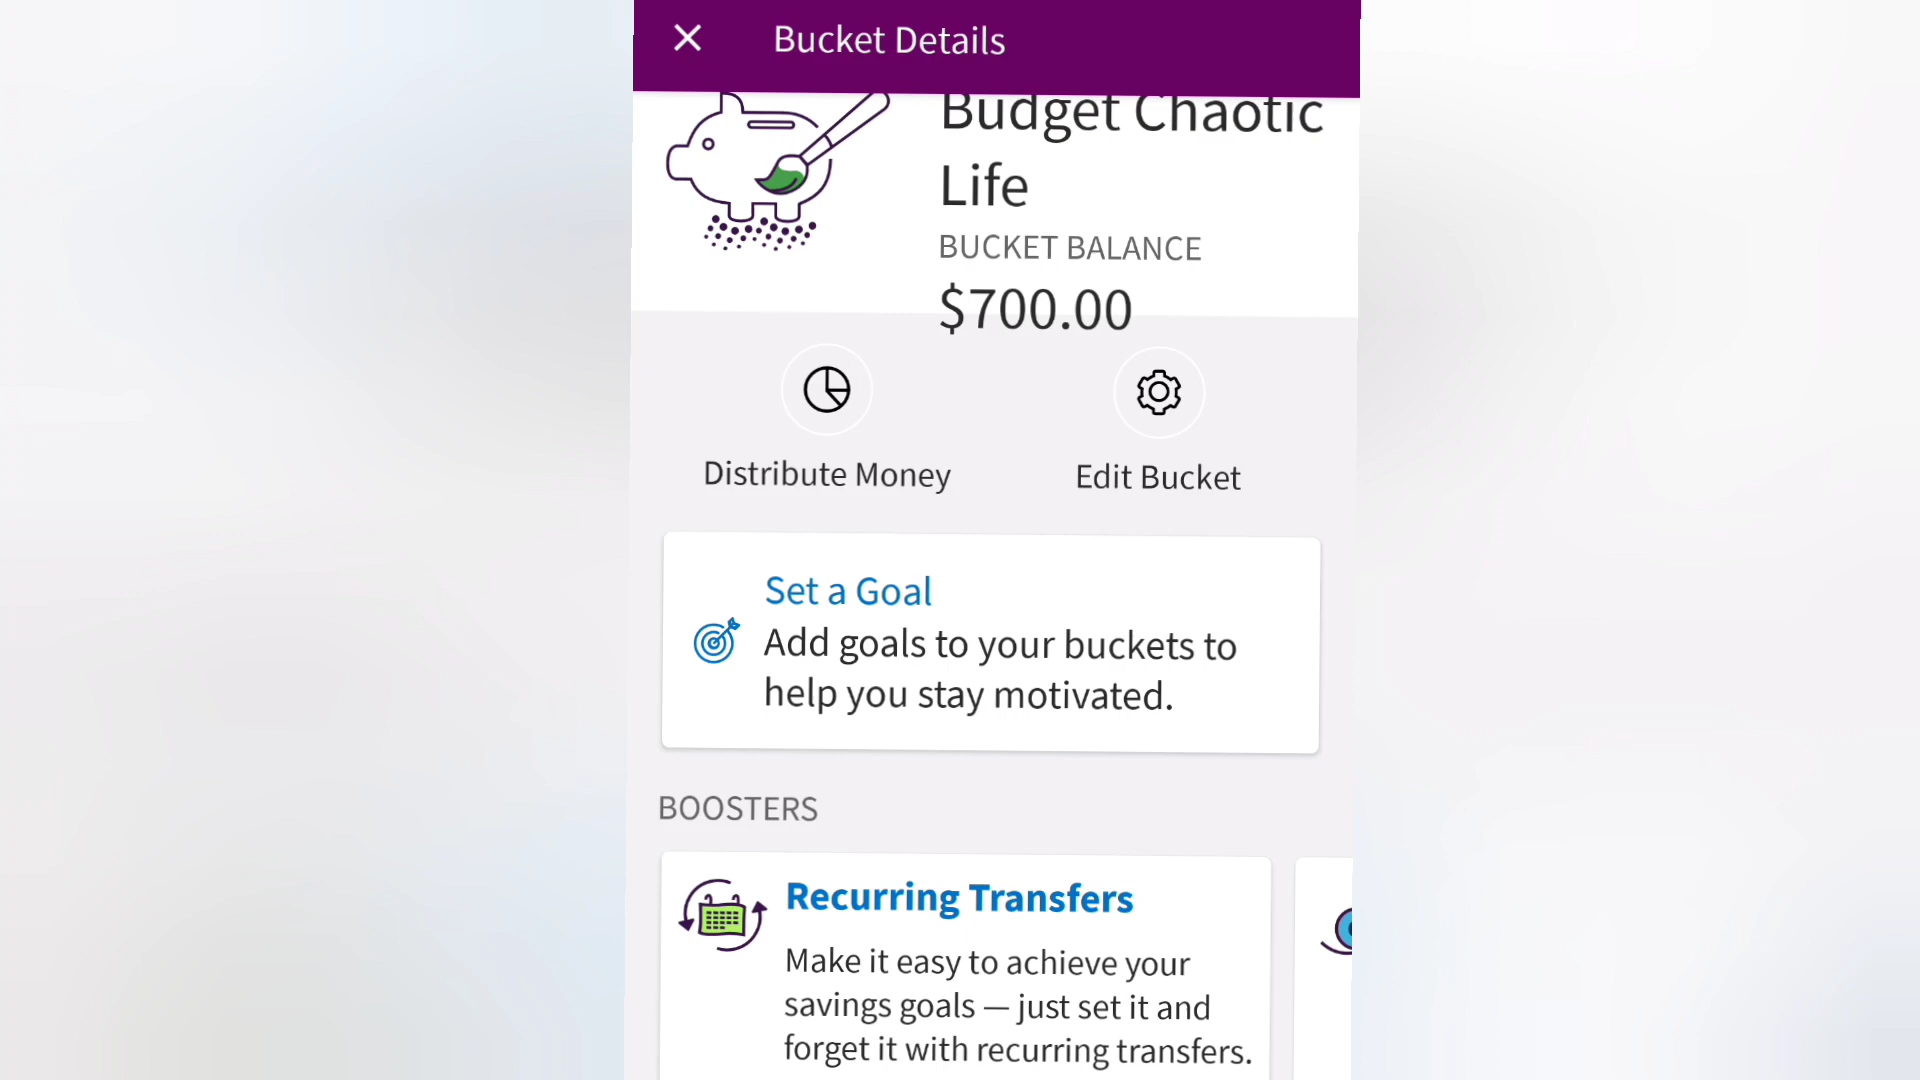 Bucket Details
Budget Chaotic
Life
BUCKET BALANCE
$700.00
Distribute Money
Edit Bucket
Set a Goal
Add goals to your buckets to
help you stay motivated.
BOOSTERS
Recurring Transfers
Make it easy to achieve your
savings goals — just set it and
forget it with recurring transfers.